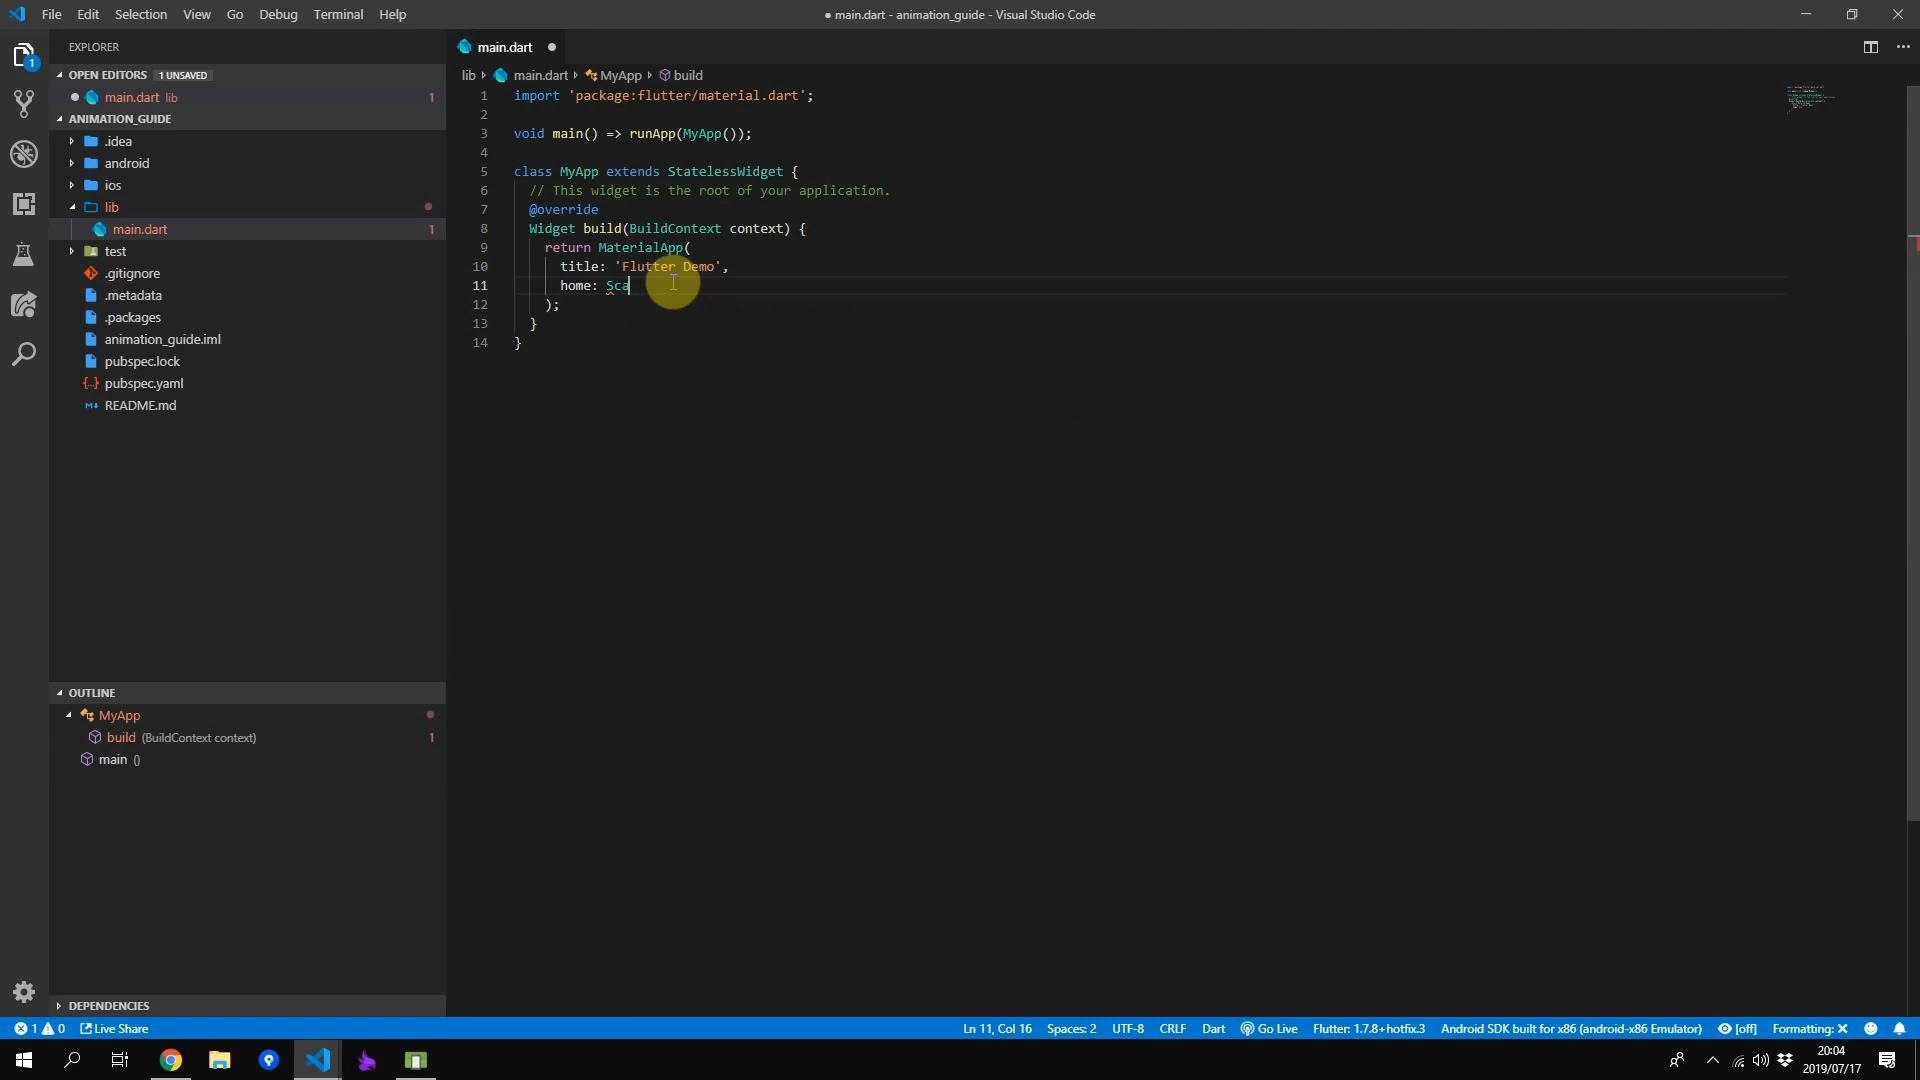 File Edit Selection View Go Debug Terminal Help
● main.dart - animation_guide - Visual Studio Code
EXPLORER
OPEN EDITORS 1 UNSAVED
main.dart lib 1
ANIMATION_GUIDE
.idea
android
ios
lib
main.dart 1
test
.gitignore
.metadata
.packages
animation_guide.iml
pubspec.lock
pubspec.yaml
README.md
OUTLINE
MyApp
build (BuildContext context) 1
main ()
DEPENDENCIES
main.dart
lib main.dart MyApp build
1 import 'package:flutter/material.dart';
2
3 void main() => runApp(MyApp());
4
5 class MyApp extends StatelessWidget {
6 // This widget is the root of your application.
7 @override
8 Widget build(BuildContext context) {
9 return MaterialApp(
10 title: 'Flutter Demo',
11 home: Sca
12 );
13 }
14 }
1 0 Live Share Ln 11, Col 16 Spaces: 2 UTF-8 CRLF Dart Go Live Flutter: 1.7.8+hotfix.3 Android SDK built for x86 (android-x86 Emulator) [off] Formatting: ✕
20:04
2019/07/17